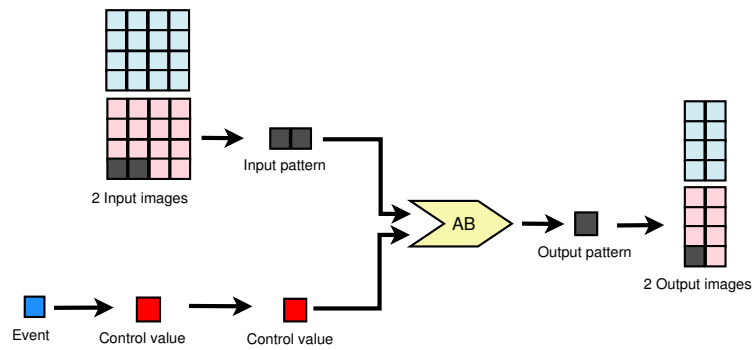 2 Input images
Input pattern
AB
Output pattern
2 Output images
Event
Control value
Control value